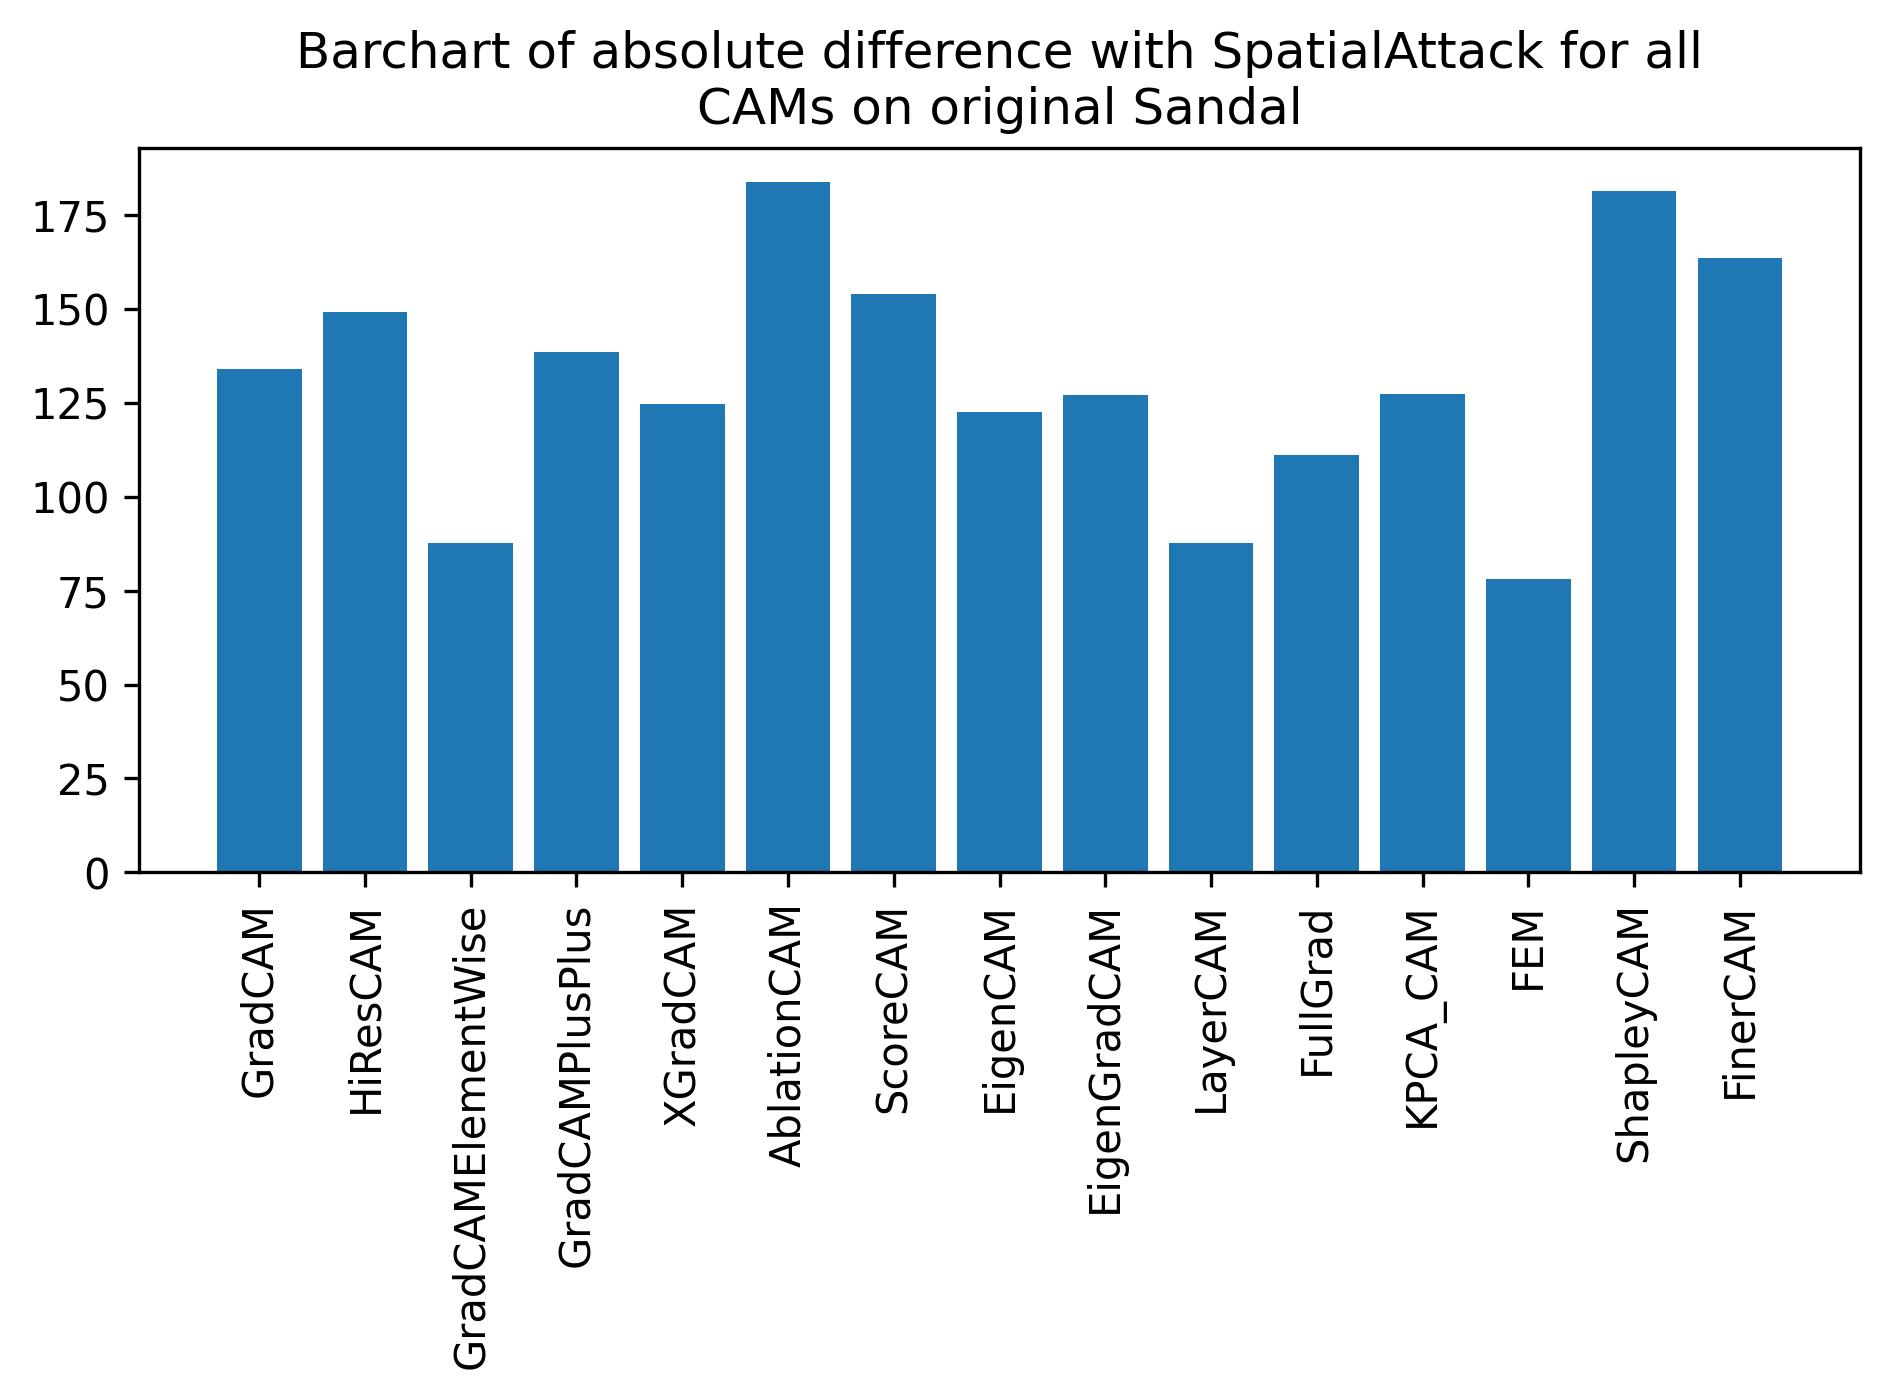 Barchart of absolute difference with SpatialAttack for all
CAMs on original Sandal
175
150
125
100
75
50
25
0
GradCAM
HiResCAM
GradCAMElementWise
GradCAMPlusPlus
XGradCAM
AblationCAM
ScoreCAM
EigenCAM
EigenGradCAM
LayerCAM
FullGrad
KPCA_CAM
FEM
ShapleyCAM
FinerCAM